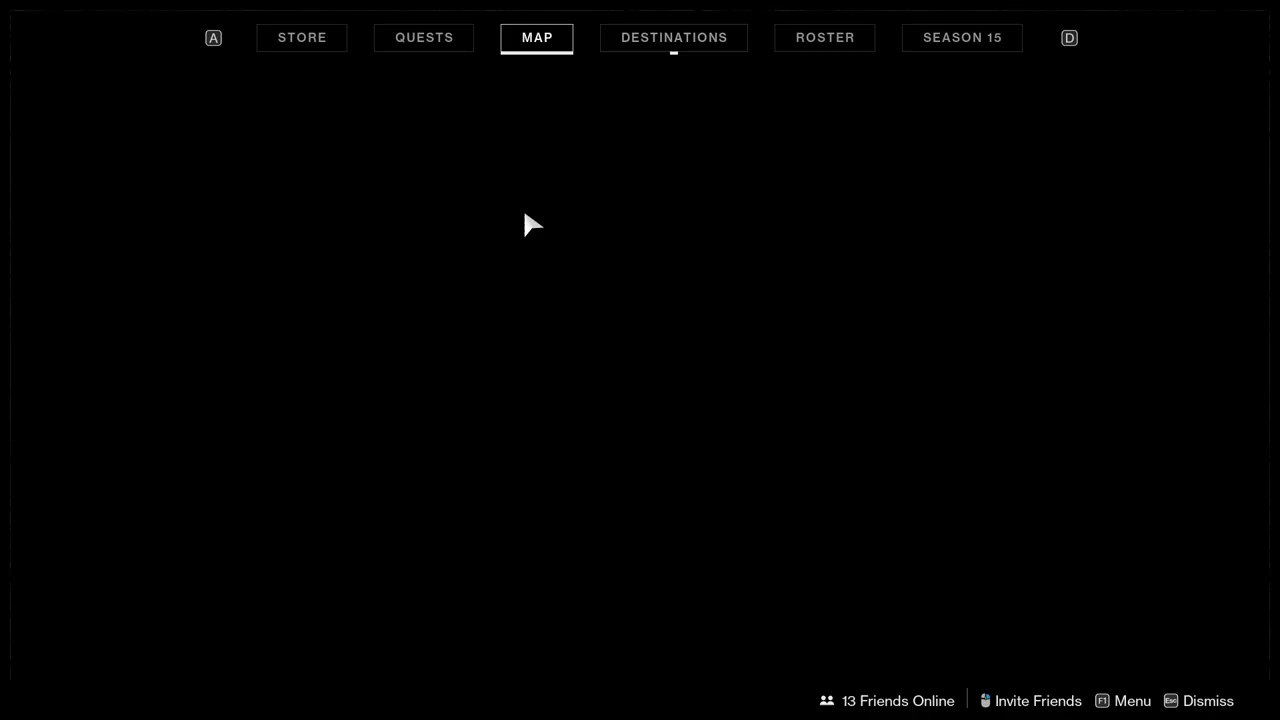 A STORE QUESTS MAP DESTINATIONS ROSTER SEASON 15 D
13 Friends Online Invite Friends F1 Menu Esc Dismiss